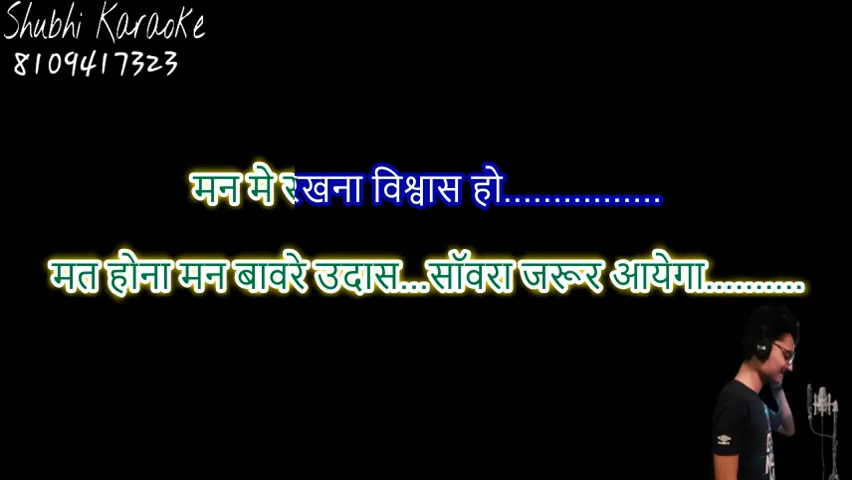 Shubhi Karaoke
8109417323
मन मे रखना विश्वास हो................
मत होना मन बावरे उदास...सॉवरा जरूर आयेगा..........